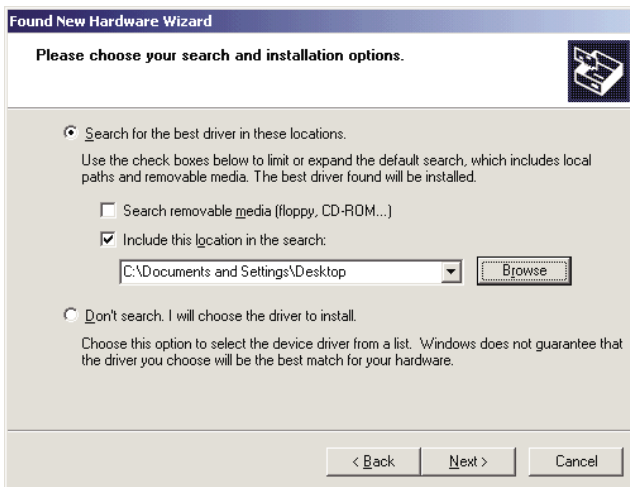 Found New Hardware Wizard
Please choose your search and installation options.
Search for the best driver in these locations.
Use the check boxes below to limit or expand the default search, which includes local
paths and removable media. The best driver found will be installed.
Search removable media (floppy, CD-ROM...)
Include this location in the search:
C:\Documents and Settings\Desktop
Browse
Don't search. I will choose the driver to install.
Choose this option to select the device driver from a list. Windows does not guarantee that
the driver you choose will be the best match for your hardware.
< Back Next > Cancel